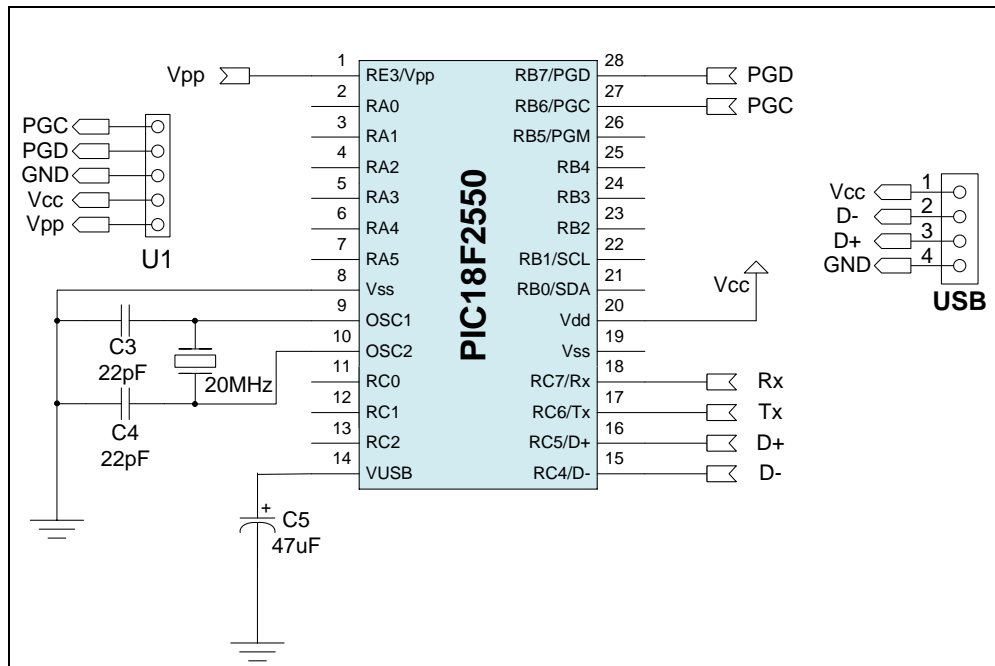 Vpp
PGC
PGD
GND
Vcc
Vpp
U1
1
2
3
4
5
6
7
8
9
10
11
12
13
14
RE3/Vpp
RA0
RA1
RA2
RA3
RA4
RA5
Vss
OSC1
OSC2
RC0
RC1
RC2
VUSB
PIC18F2550
RB7/PGD
RB6/PGC
RB5/PGM
RB4
RB3
RB2
RB1/SCL
RB0/SDA
Vdd
Vss
RC7/Rx
RC6/Tx
RC5/D+
RC4/D-
28
27
26
25
24
23
22
21
20
19
18
17
16
15
PGD
PGC
Vcc
Rx
Tx
D+
D-
Vcc 1
D- 2
D+ 3
GND 4
USB
C3
22pF
20MHz
C4
22pF
+
C5
47uF